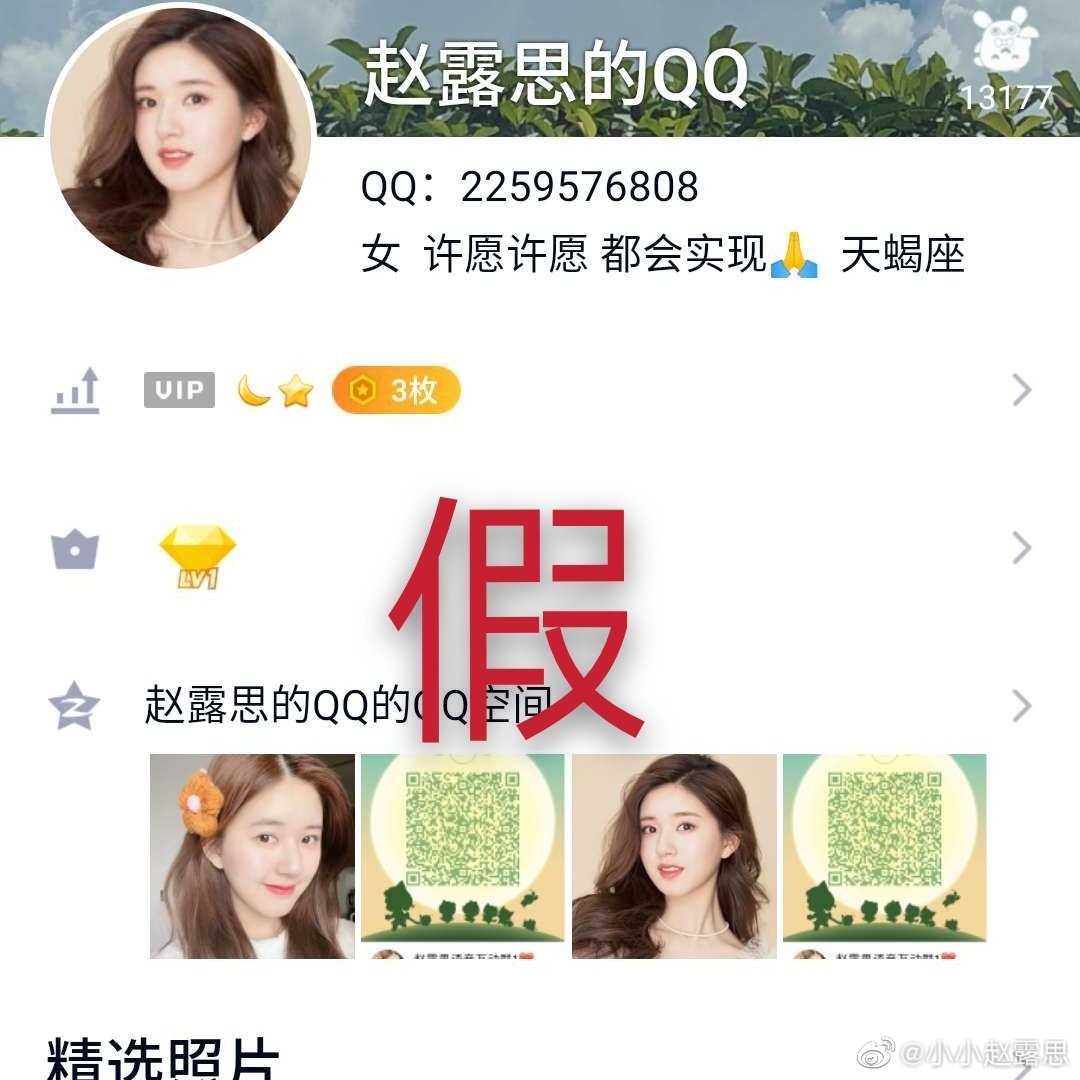 赵露思的QQ
13177
QQ：2259576808
女 许愿许愿 都会实现🙏 天蝎座
VIP 3枚
假
LV1
赵露思的QQ的QQ空间
精选照片
@小小赵露思